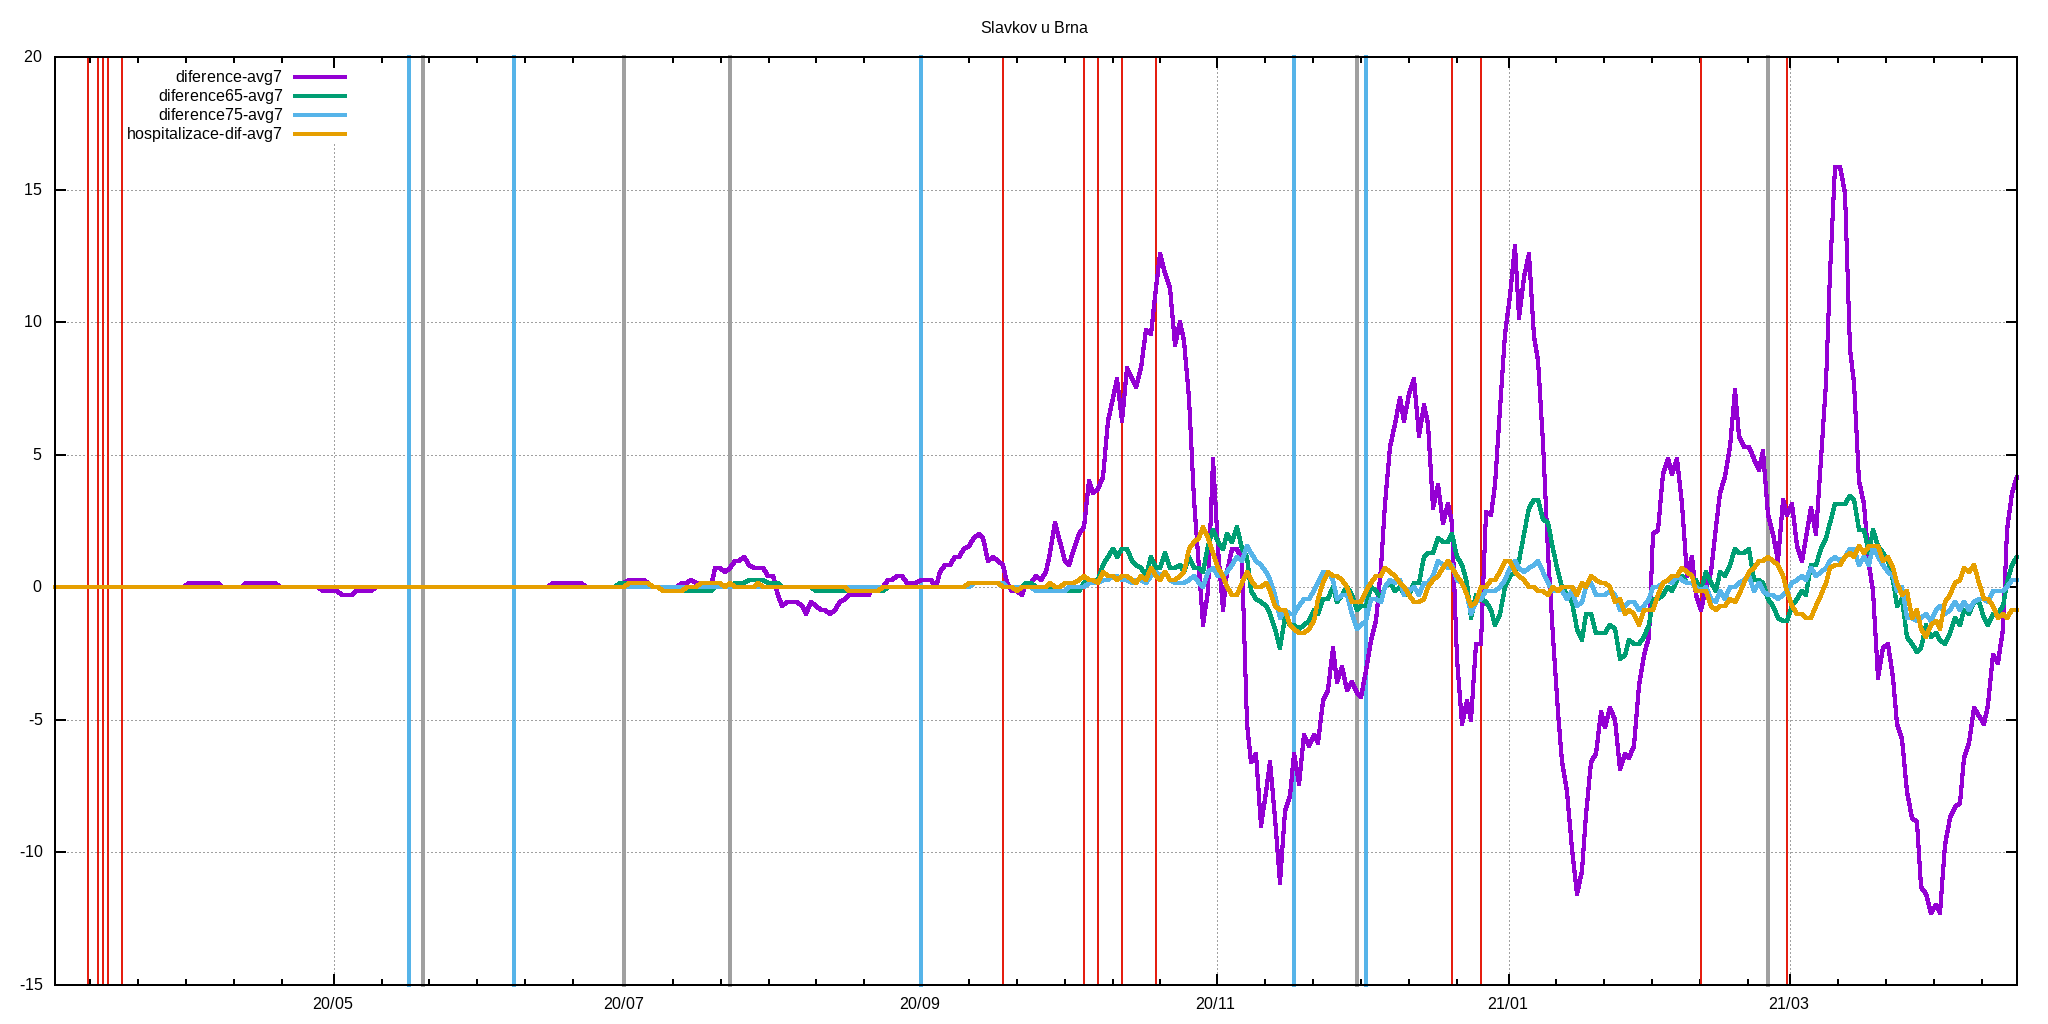 Slavkov u Brna
20
15
10
5
0
-5
-10
-15
diference-avg7
diference65-avg7
diference75-avg7
hospitalizace-dif-avg7
20/05
20/07
20/09
20/11
21/01
21/03